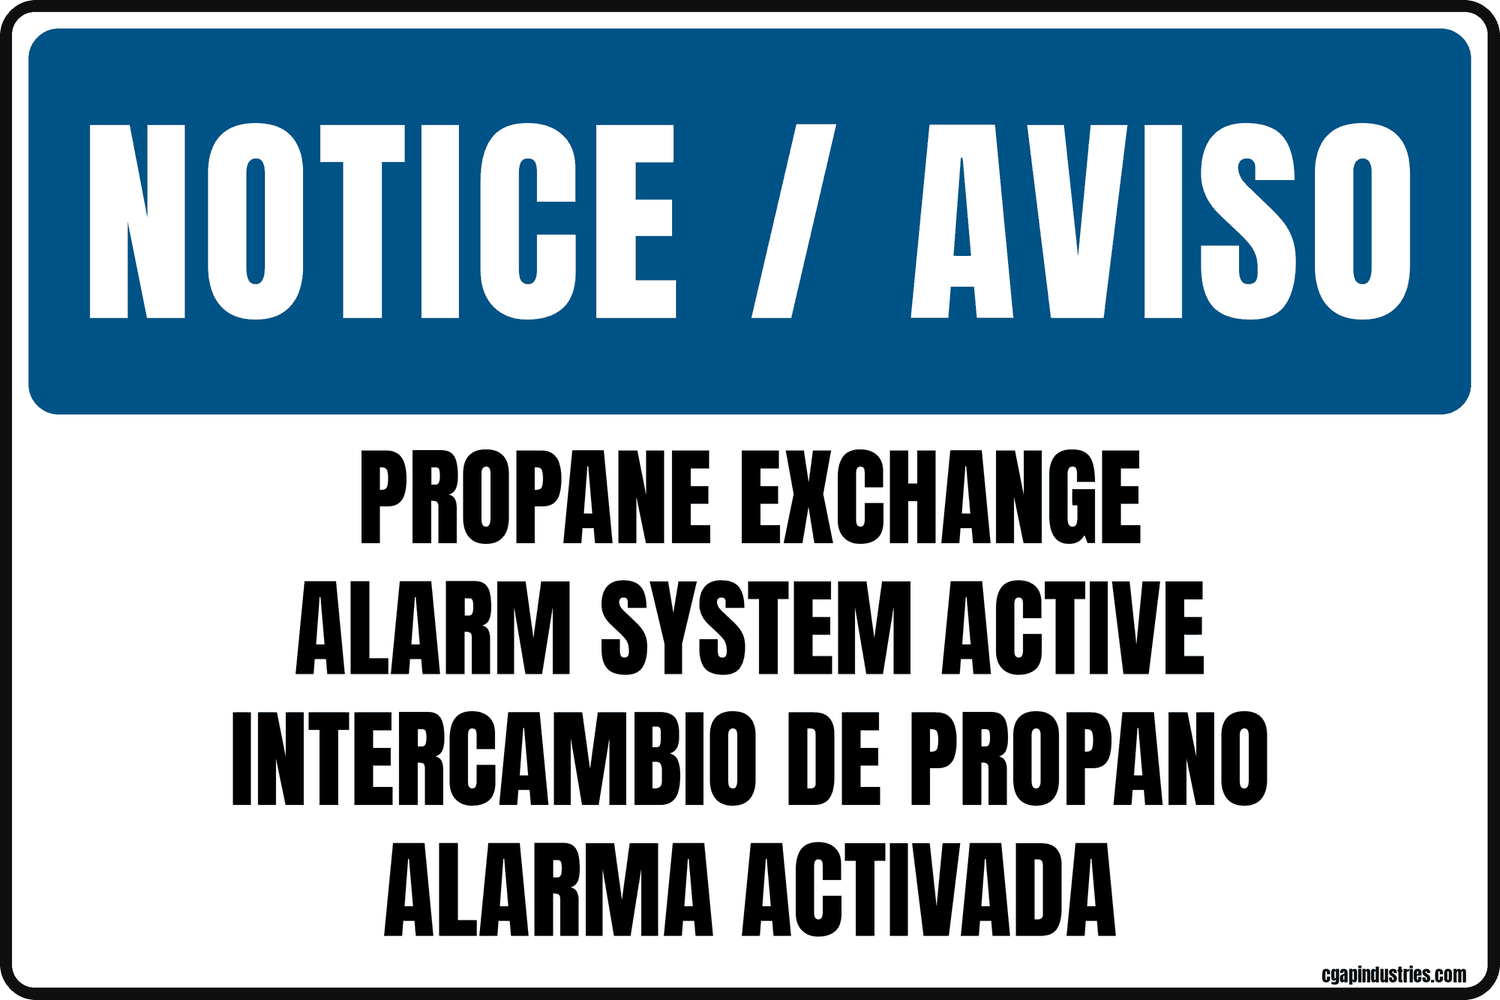 NOTICE / AVISO
PROPANE EXCHANGE
ALARM SYSTEM ACTIVE
INTERCAMBIO DE PROPANO
ALARMA ACTIVADA
cgapindustries.com